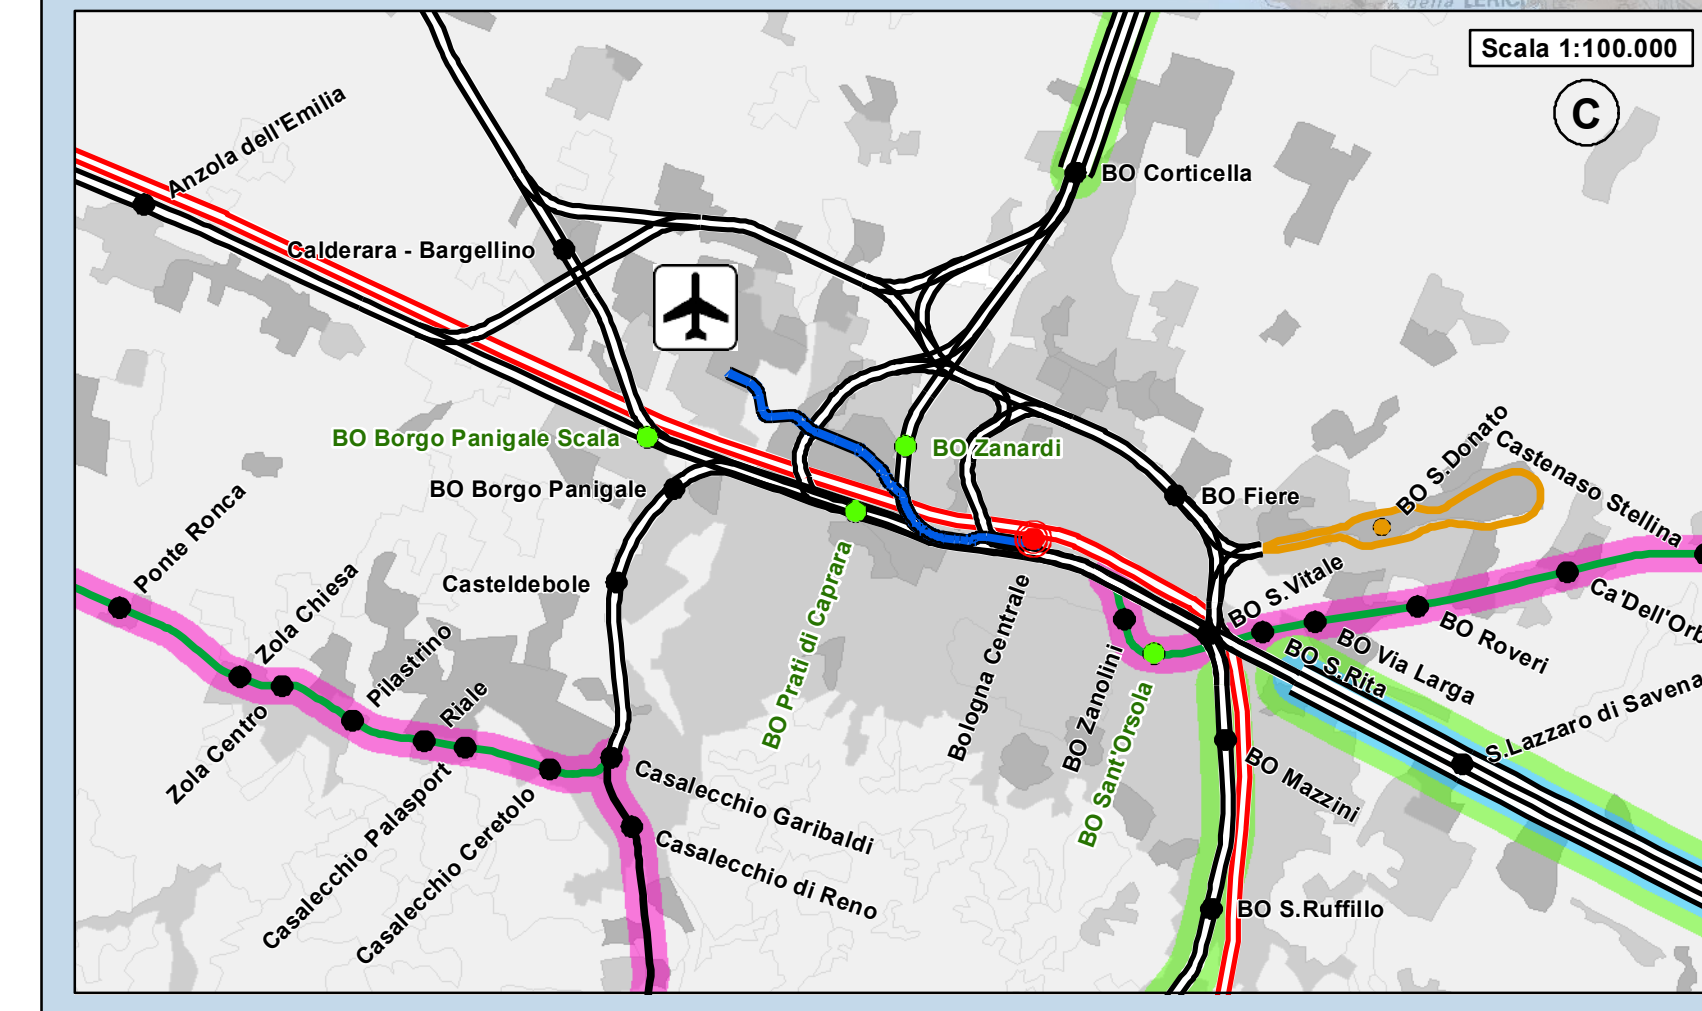 della LERICI
Scala 1:100.000
C
Anzola dell'Emilia
BO Corticella
Calderara - Bargellino
BO Borgo Panigale Scala
BO Zanardi
BO Borgo Panigale
BO Fiere
BO S.Donato
Castenaso Stellina
Ponte Ronca
Casteldebole
Zola Chiesa
BO Prati di Caprara
Bologna Centrale
BO S.Vitale
Ca'Dell'Orb
BO Roveri
BO Via Larga
BO S.Rita
Pilastrino
Zola Centro
Riale
BO Zanolini
BO Sant'Orsola
S.Lazzaro di Savena
BO Mazzini
Casalecchio Garibaldi
Casalecchio Palasport
Casalecchio Ceretolo
Casalecchio di Reno
BO S.Ruffillo